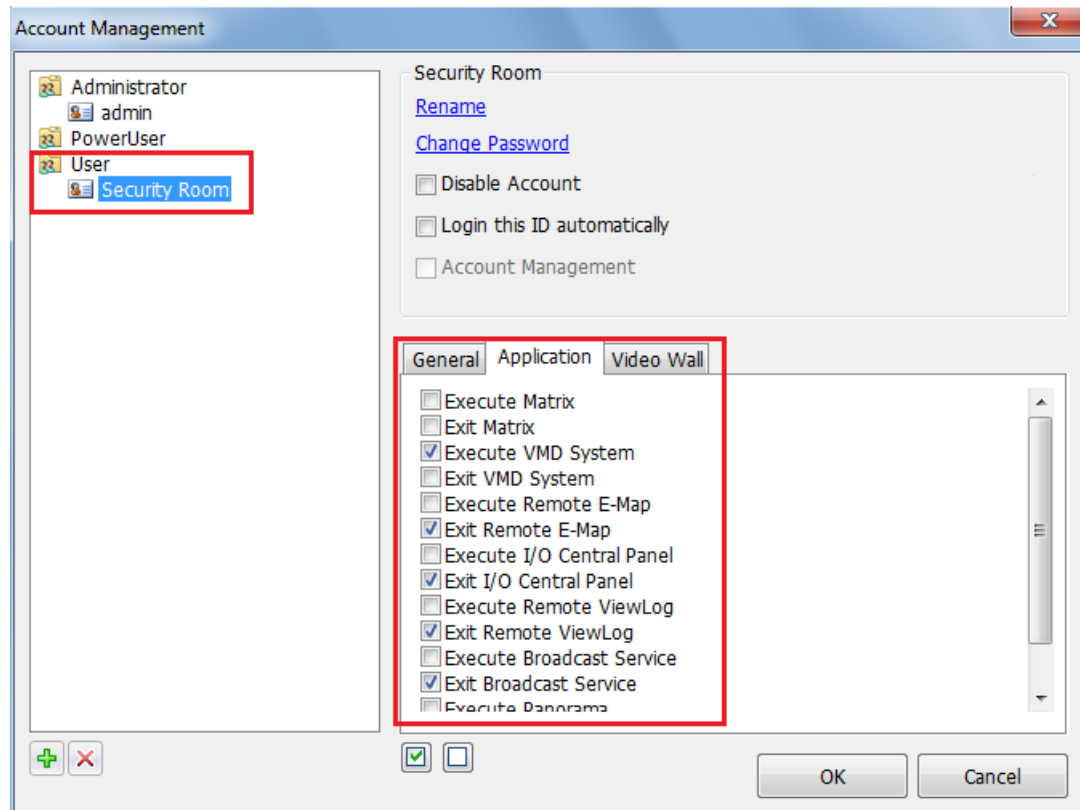 Account Management
Administrator
admin
PowerUser
User
Security Room
Security Room
Rename
Change Password
Disable Account
Login this ID automatically
Account Management
General Application Video Wall
Execute Matrix
Exit Matrix
Execute VMD System
Exit VMD System
Execute Remote E-Map
Exit Remote E-Map
Execute I/O Central Panel
Exit I/O Central Panel
Execute Remote ViewLog
Exit Remote ViewLog
Execute Broadcast Service
Exit Broadcast Service
Execute Panorama
OK Cancel